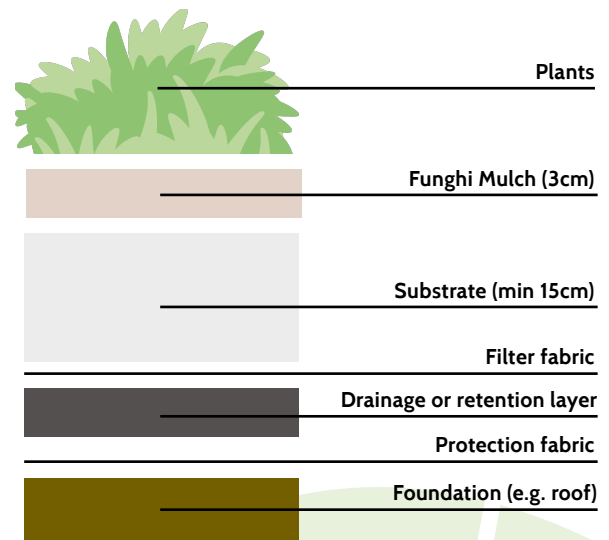 Plants
Funghi Mulch (3cm)
Substrate (min 15cm)
Filter fabric
Drainage or retention layer
Protection fabric
Foundation (e.g. roof)